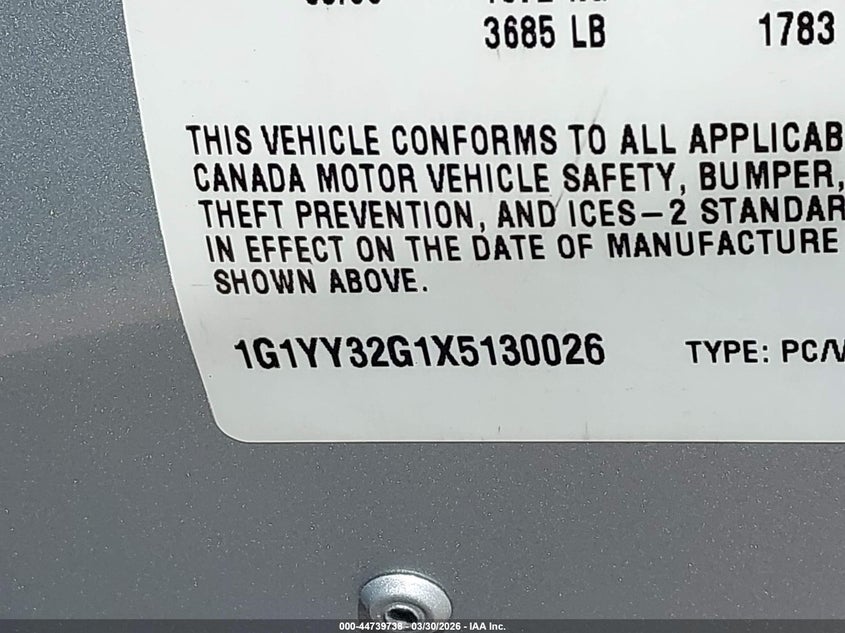 3685 LB 1783
THIS VEHICLE CONFORMS TO ALL APPLICAB
CANADA MOTOR VEHICLE SAFETY, BUMPER,
THEFT PREVENTION, AND ICES-2 STANDAR
IN EFFECT ON THE DATE OF MANUFACTURE
SHOWN ABOVE.
1G1YY32G1X5130026 TYPE: PC/V
000-44739738 - 03/30/2026 - IAA Inc.